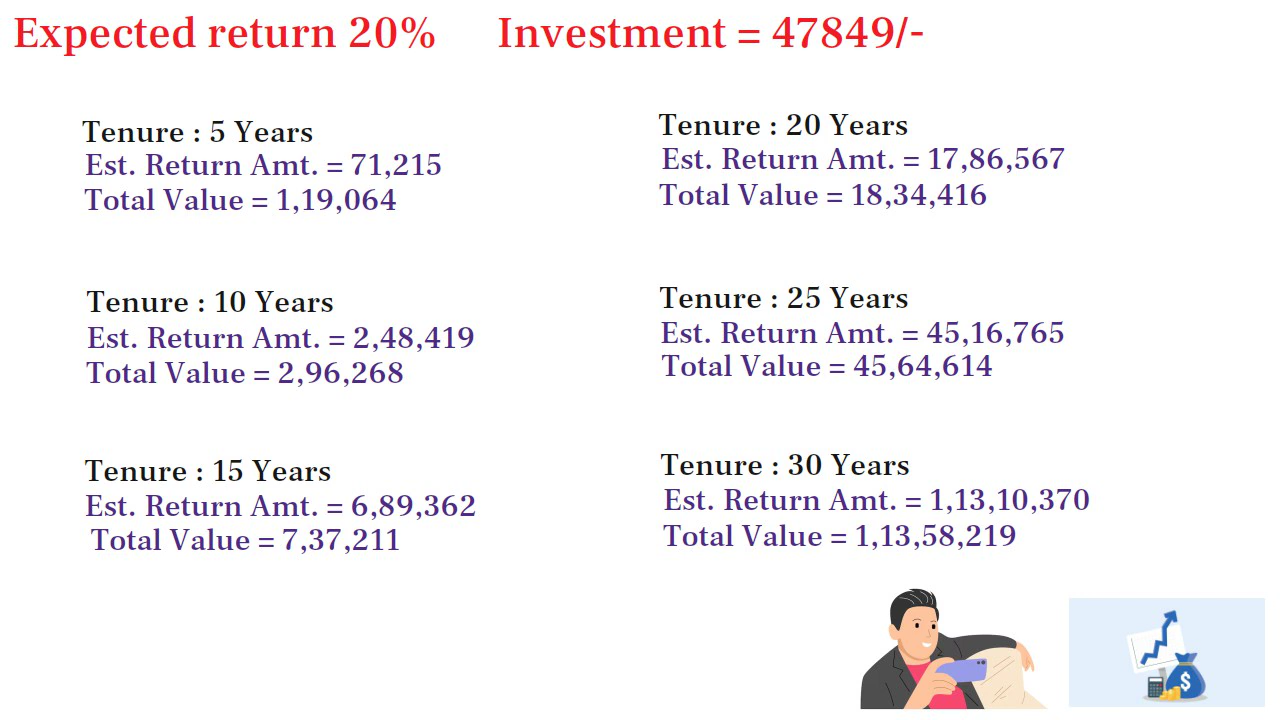 Expected return 20% Investment = 47849/-
Tenure : 5 Years
Est. Return Amt. = 71,215
Total Value = 1,19,064
Tenure : 10 Years
Est. Return Amt. = 2,48,419
Total Value = 2,96,268
Tenure : 15 Years
Est. Return Amt. = 6,89,362
Total Value = 7,37,211
Tenure : 20 Years
Est. Return Amt. = 17,86,567
Total Value = 18,34,416
Tenure : 25 Years
Est. Return Amt. = 45,16,765
Total Value = 45,64,614
Tenure : 30 Years
Est. Return Amt. = 1,13,10,370
Total Value = 1,13,58,219
$